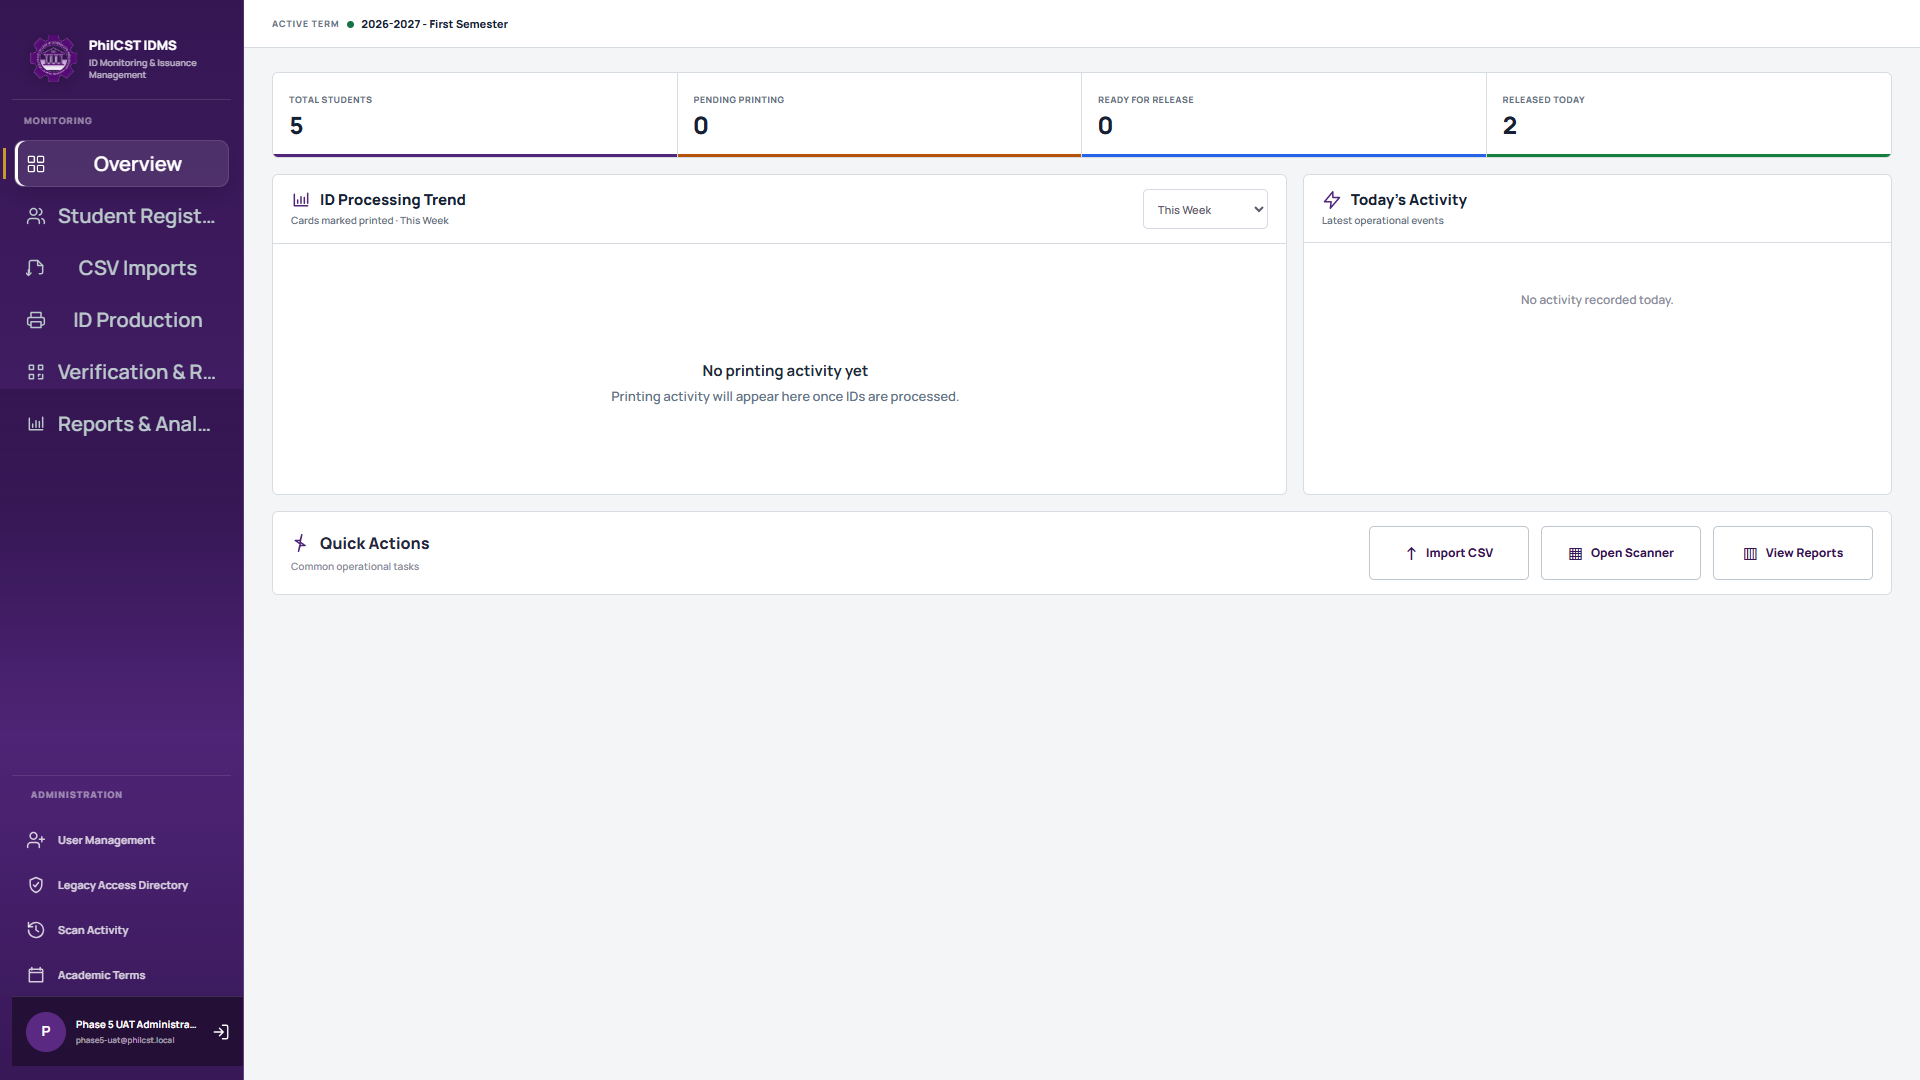 PhilCST IDMS
ID Monitoring & Issuance
Management
MONITORING
Overview
Student Regist...
CSV Imports
ID Production
Verification & R...
Reports & Anal...
ADMINISTRATION
User Management
Legacy Access Directory
Scan Activity
Academic Terms
P
Phase 5 UAT Administra...
phase5-uat@philcst.local
ACTIVE TERM
2026-2027 - First Semester
TOTAL STUDENTS
5
PENDING PRINTING
0
READY FOR RELEASE
0
RELEASED TODAY
2
ID Processing Trend
Cards marked printed · This Week
This Week
No printing activity yet
Printing activity will appear here once IDs are processed.
Today's Activity
Latest operational events
No activity recorded today.
Quick Actions
Common operational tasks
Import CSV
Open Scanner
View Reports